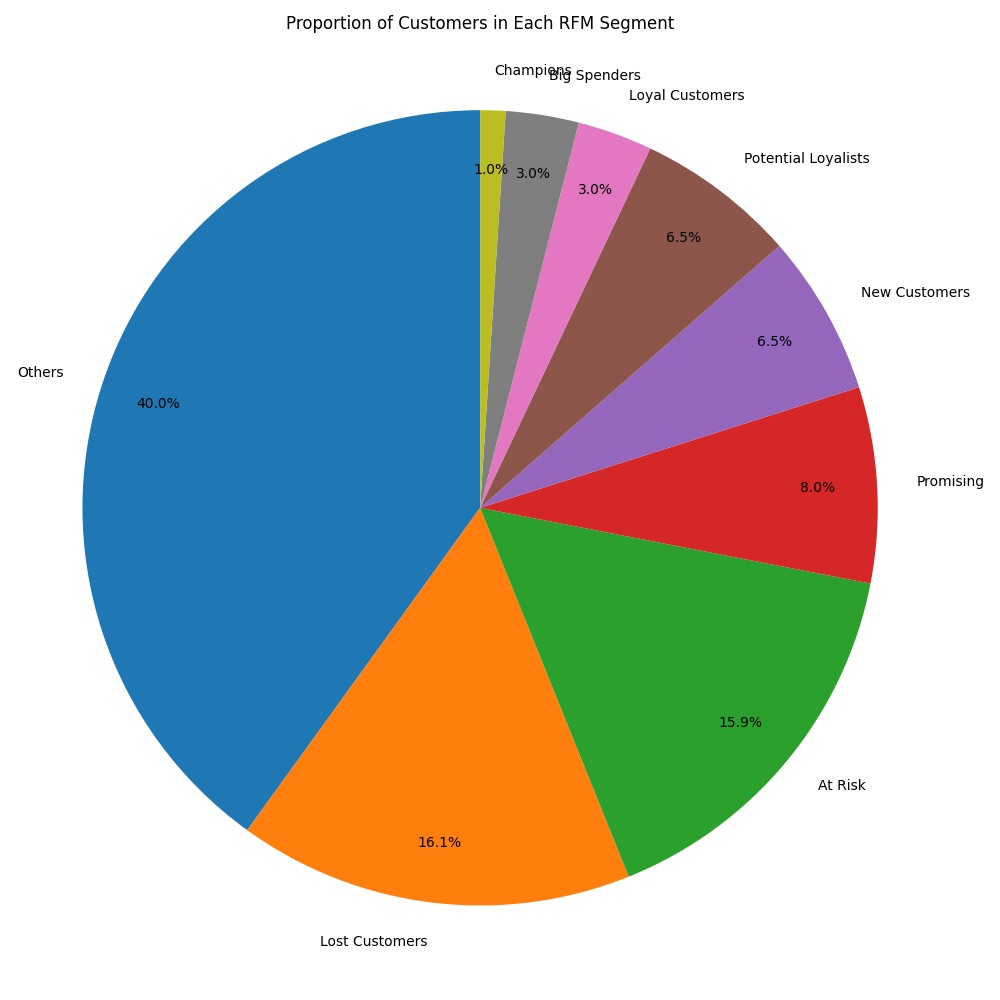 Proportion of Customers in Each RFM Segment
Champions
Big Spenders
Loyal Customers
Potential Loyalists
New Customers
Promising
At Risk
Lost Customers
Others
1.0%
3.0%
3.0%
6.5%
6.5%
8.0%
15.9%
16.1%
40.0%